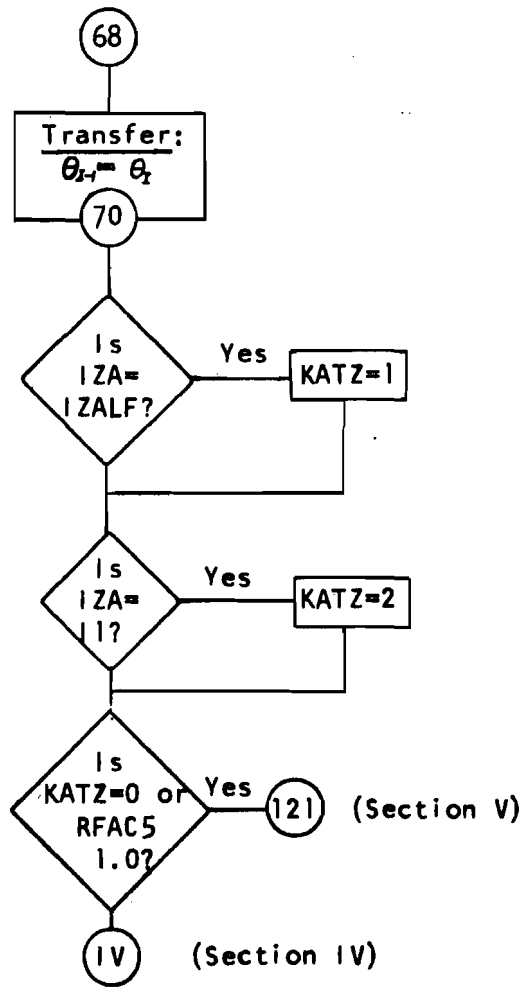 68
Transfer:
θI-1= θI
70
Is
IZA=
IZALF?
Yes
KATZ=1
Is
IZA=
11?
Yes
KATZ=2
Is
KATZ=0 or
RFAC5
1.0?
Yes
121
(Section V)
IV
(Section IV)